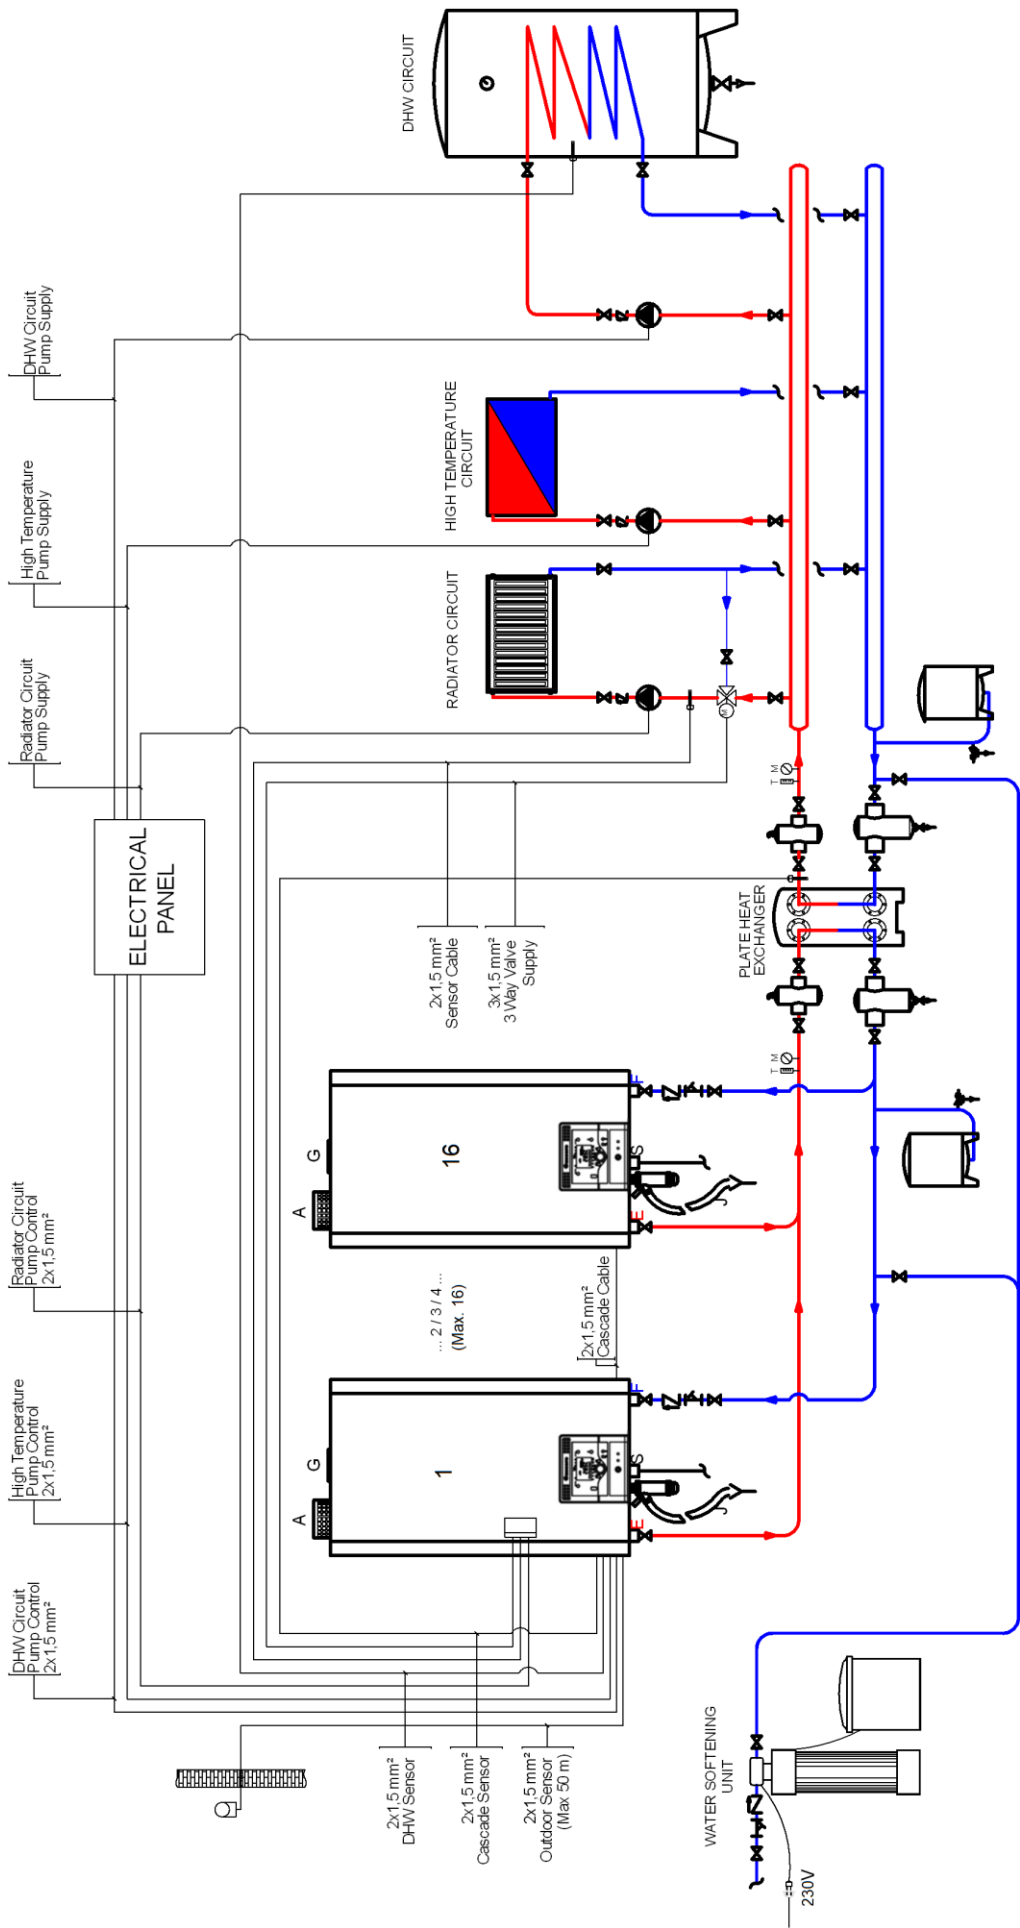 DHW Circuit
Pump Control
2x1,5 mm²
High Temperature
Pump Control
2x1,5 mm²
Radiator Circuit
Pump Control
2x1,5 mm²
Radiator Circuit
Pump Supply
High Temperature
Pump Supply
DHW Circuit
Pump Supply
ELECTRICAL
PANEL
A
G
A
G
1
... 2 / 3 / 4 ...
(Max. 16)
16
2x1,5 mm²
Cascade Cable
E
S
F
E
S
F
2x1,5 mm²
DHW Sensor
2x1,5 mm²
Cascade Sensor
2x1,5 mm²
Outdoor Sensor
(Max 50 m)
2x1,5 mm²
Sensor Cable
3x1,5 mm²
3 Way Valve
Supply
RADIATOR CIRCUIT
HIGH TEMPERATURE
CIRCUIT
DHW CIRCUIT
M
T M
T M
PLATE HEAT
EXCHANGER
WATER SOFTENING
UNIT
230V